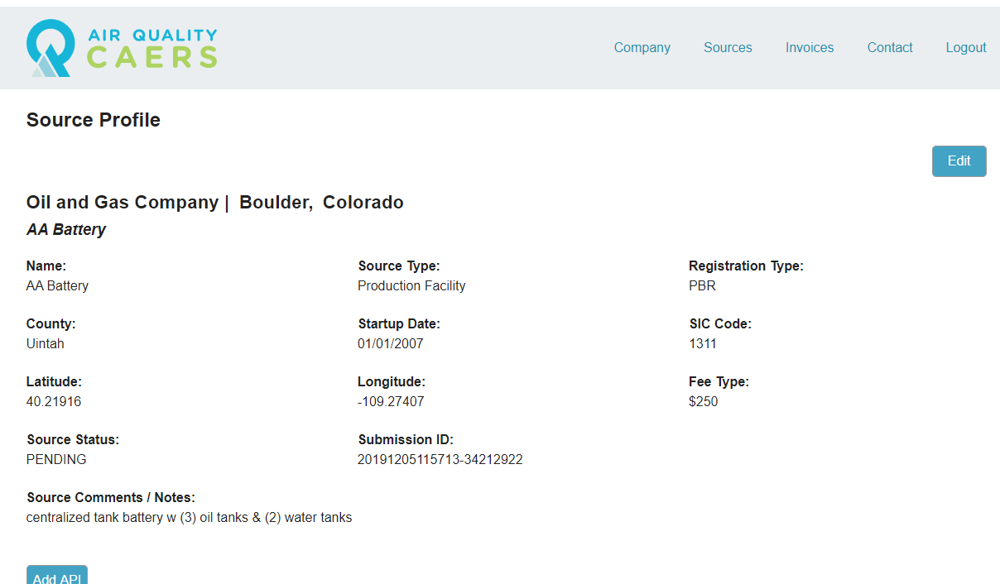 AIR QUALITY
CAERS
Company Sources Invoices Contact Logout
Source Profile
Edit
Oil and Gas Company | Boulder, Colorado
AA Battery
Name: Source Type: Registration Type:
AA Battery Production Facility PBR
County: Startup Date: SIC Code:
Uintah 01/01/2007 1311
Latitude: Longitude: Fee Type:
40.21916 -109.27407 $250
Source Status: Submission ID:
PENDING 20191205115713-34212922
Source Comments / Notes:
centralized tank battery w (3) oil tanks & (2) water tanks
Add API